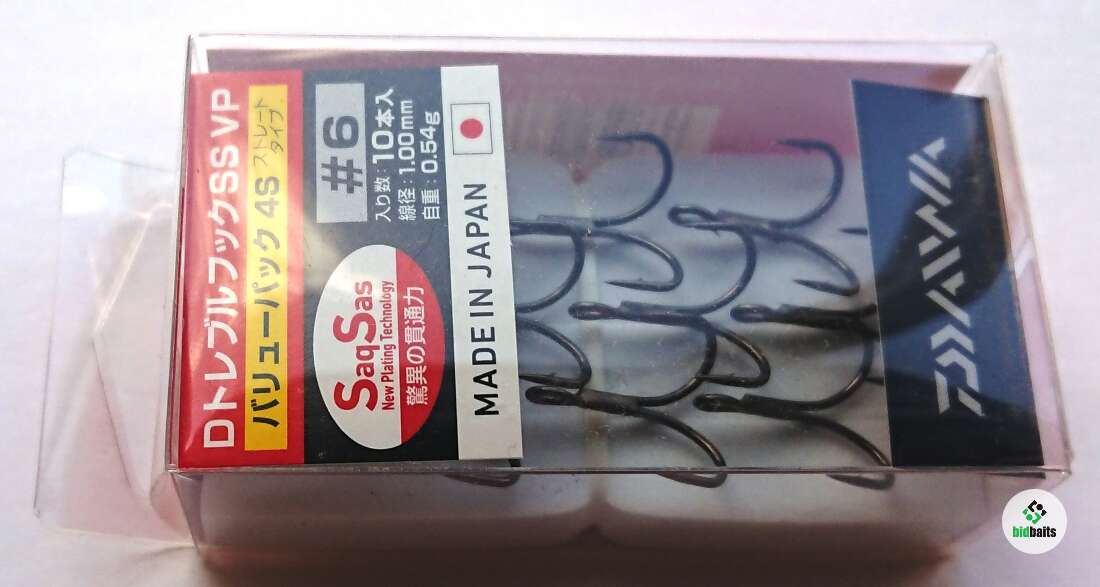 DトレブルフックSS VP
バリューパック 4S ストレート
タイプ
#6
入り数:10本入
線径:1.00mm
自重:0.54g
SaqSas
New Plating Technology
驚異の貫通力
MADE IN JAPAN
DAIWA
bidbaits